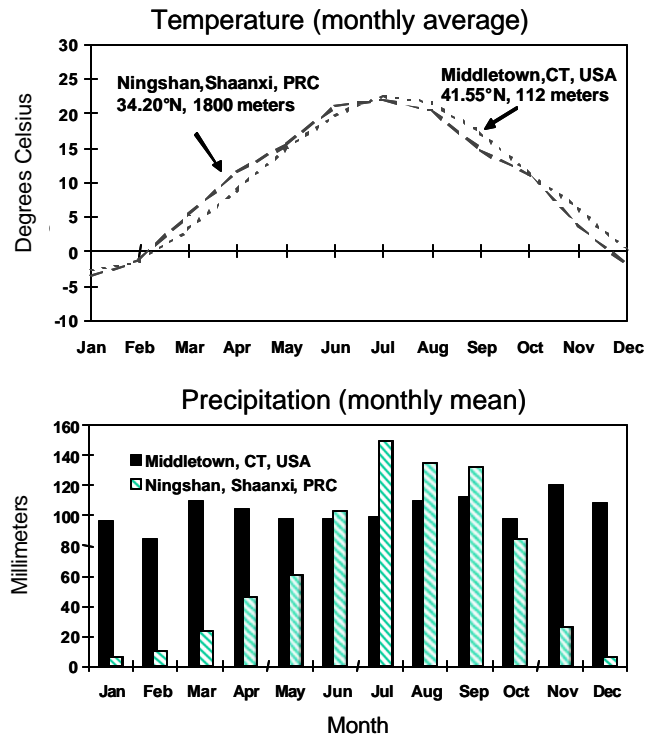 Temperature (monthly average)
Degrees Celsius
30
25
20
15
10
5
0
-5
-10
Ningshan,Shaanxi, PRC
34.20°N, 1800 meters
Middletown,CT, USA
41.55°N, 112 meters
Jan Feb Mar Apr May Jun Jul Aug Sep Oct Nov Dec
Precipitation (monthly mean)
Millimeters
160
140
120
100
80
60
40
20
0
Middletown, CT, USA
Ningshan, Shaanxi, PRC
Jan Feb Mar Apr May Jun Jul Aug Sep Oct Nov Dec
Month